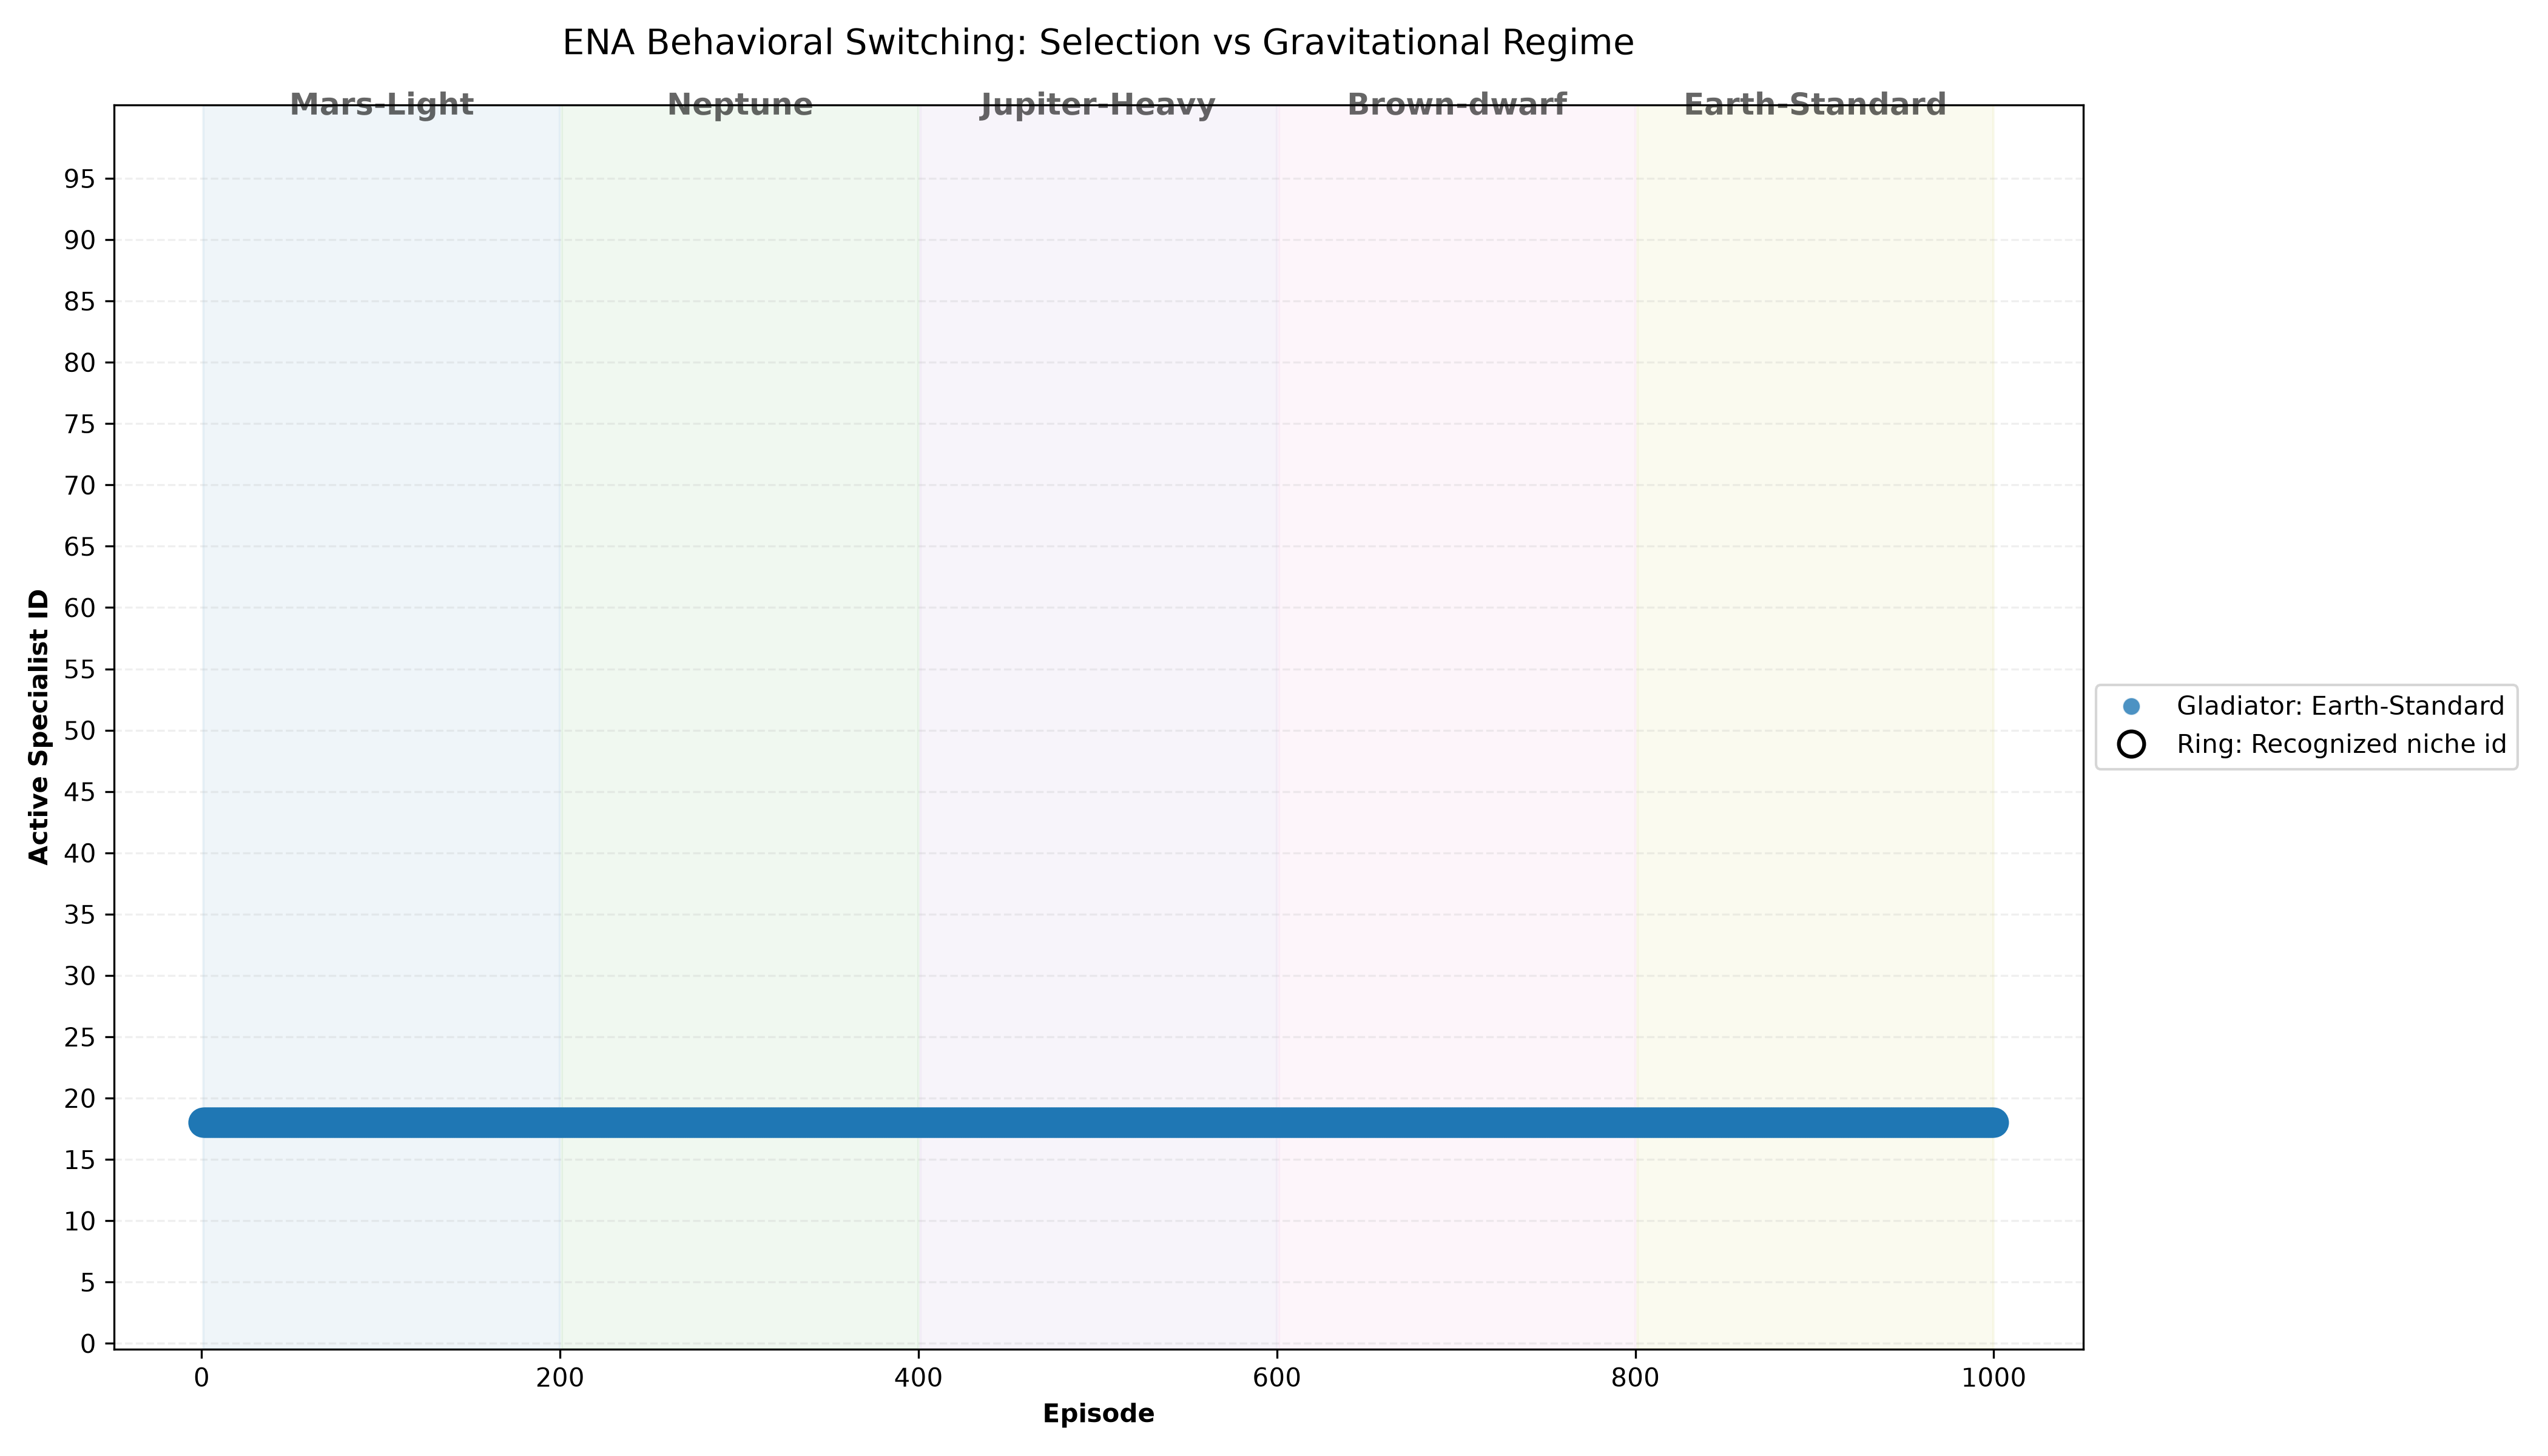 ENA Behavioral Switching: Selection vs Gravitational Regime
Mars-Light Neptune Jupiter-Heavy Brown-dwarf Earth-Standard
95
90
85
80
75
70
65
60
55
50
45
40
35
30
25
20
15
10
5
0
Active Specialist ID
0 200 400 600 800 1000
Episode
Gladiator: Earth-Standard
Ring: Recognized niche id